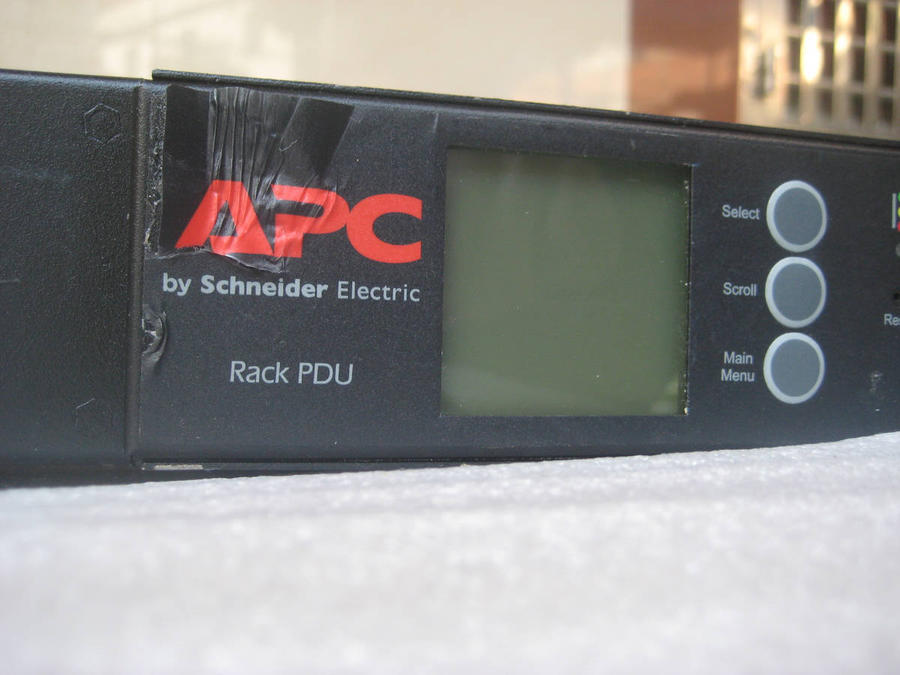 APC
by Schneider Electric
Rack PDU
Select
Scroll
Main
Menu